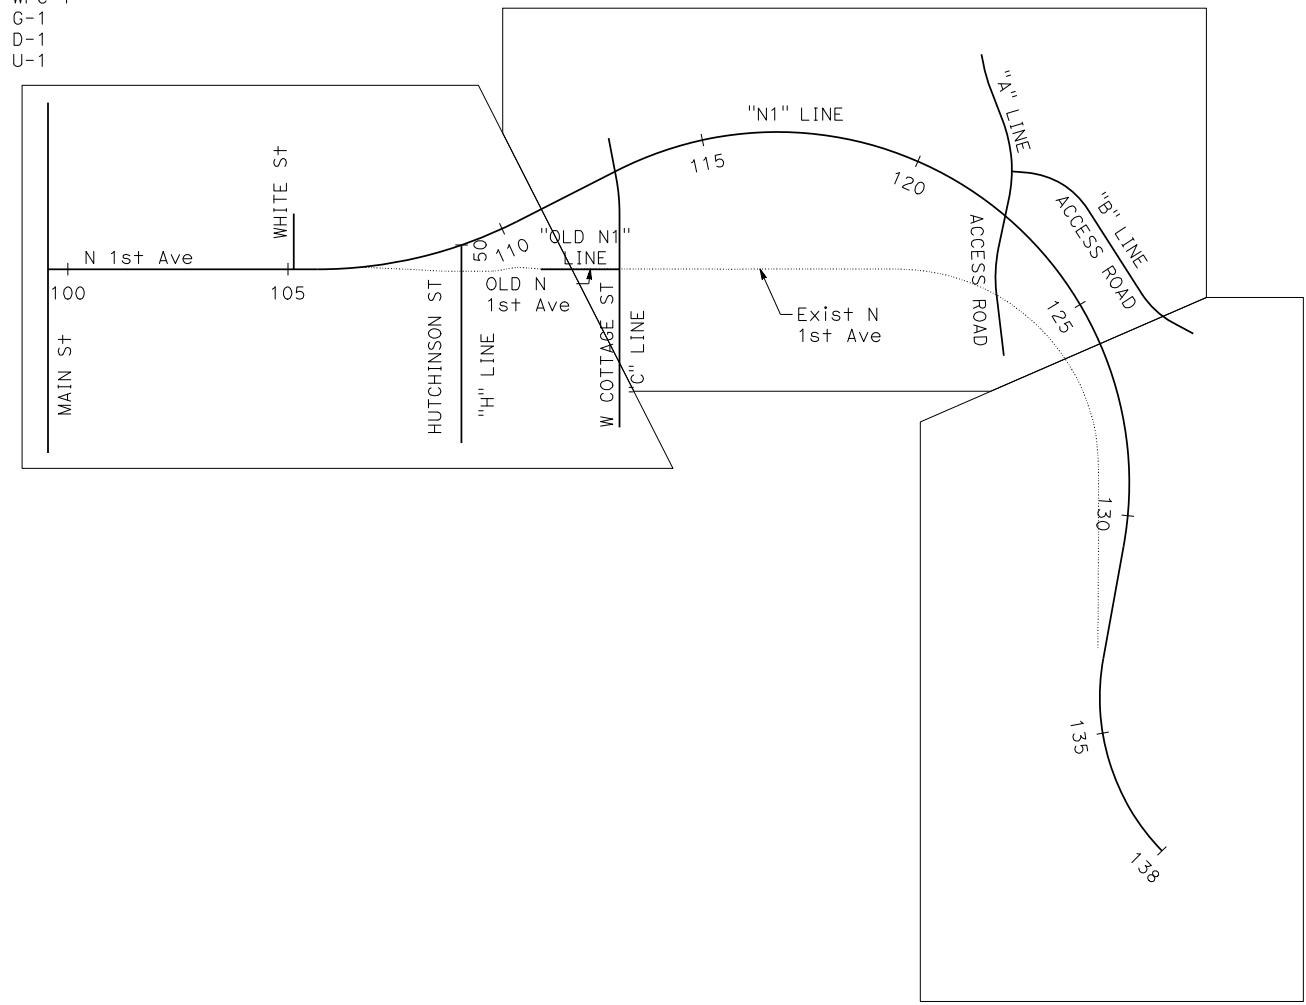 G-1
D-1
U-1
"N1" LINE
"A" LINE
115
120
WHITE St
"B" LINE
ACCESS ROAD
ACCESS ROAD
50
110
"OLD N1"
LINE
N 1st Ave
100
105
OLD N
1st Ave
Exist N
1st Ave
125
MAIN St
HUTCHINSON ST
"H" LINE
W COTTAGE ST
"C" LINE
130
135
138